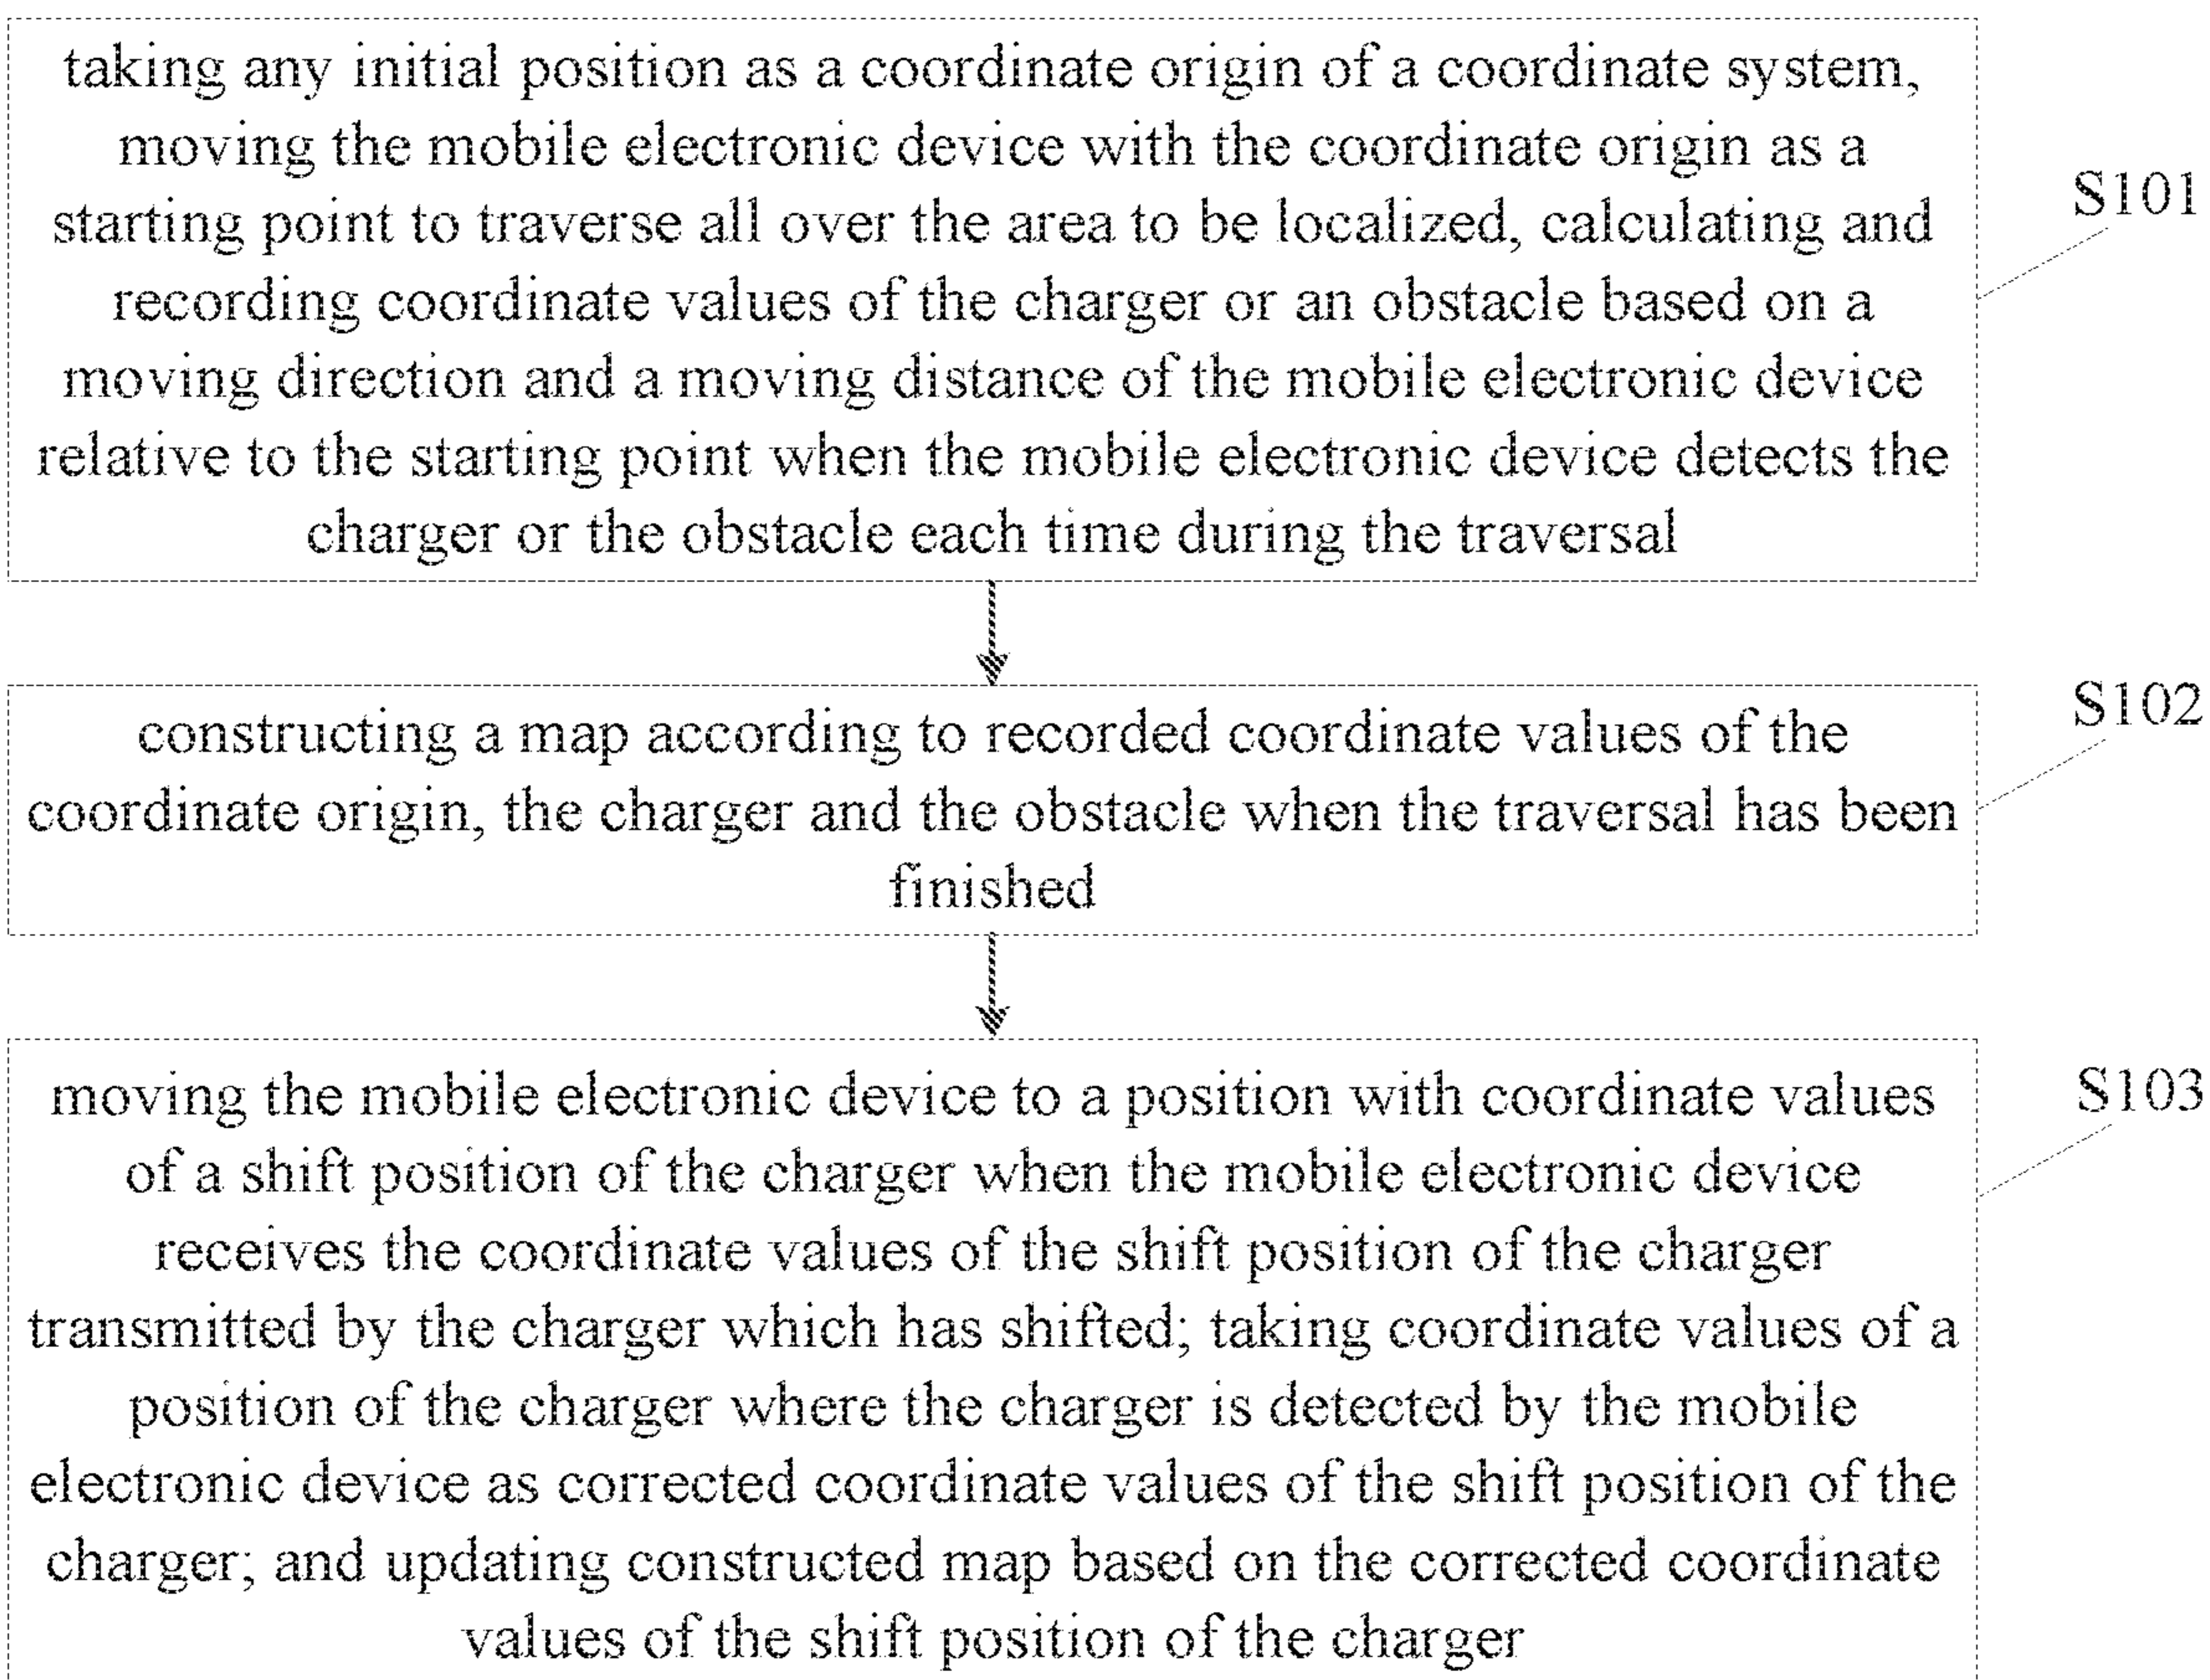 taking any initial position as a coordinate origin of a coordinate system,
moving the mobile electronic device with the coordinate origin as a
starting point to traverse all over the area to be localized, calculating and
recording coordinate values of the charger or an obstacle based on a
moving direction and a moving distance of the mobile electronic device
relative to the starting point when the mobile electronic device detects the
charger or the obstacle each time during the traversal
S101
constructing a map according to recorded coordinate values of the
coordinate origin, the charger and the obstacle when the traversal has been
finished
S102
moving the mobile electronic device to a position with coordinate values
of a shift position of the charger when the mobile electronic device
receives the coordinate values of the shift position of the charger
transmitted by the charger which has shifted; taking coordinate values of a
position of the charger where the charger is detected by the mobile
electronic device as corrected coordinate values of the shift position of the
charger; and updating constructed map based on the corrected coordinate
values of the shift position of the charger
S103